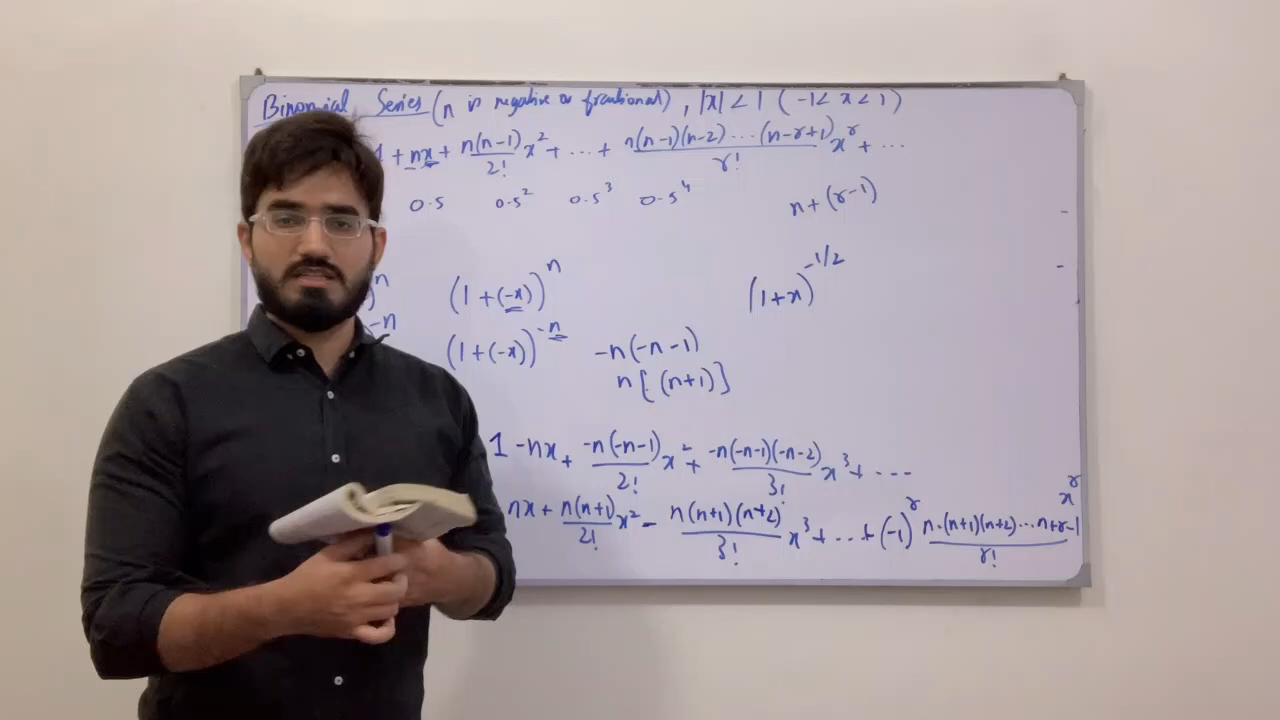 Binomial Series (n is negative or fractional), |x| < 1 (-1 < x < 1)
1 + nx + n(n-1)/2! x² + ... + n(n-1)(n-2) ... (n-r+1)/r! x^r + ...
0.5 0.5² 0.5³ 0.5⁴ n + (r-1)
)^n (1 + (-x))^n (1+x)^(-1/2)
-n (1 + (-x))^(-n) -n(-n-1)
n[(n+1)]
1 - nx + -n(-n-1)/2! x² + -n(-n-1)(-n-2)/3! x³ + ...
nx + n(n+1)/2! x² - n(n+1)(n+2)/3! x³ + ... + (-1)^r n·(n+1)(n+2)...n+r-1/r! x^r